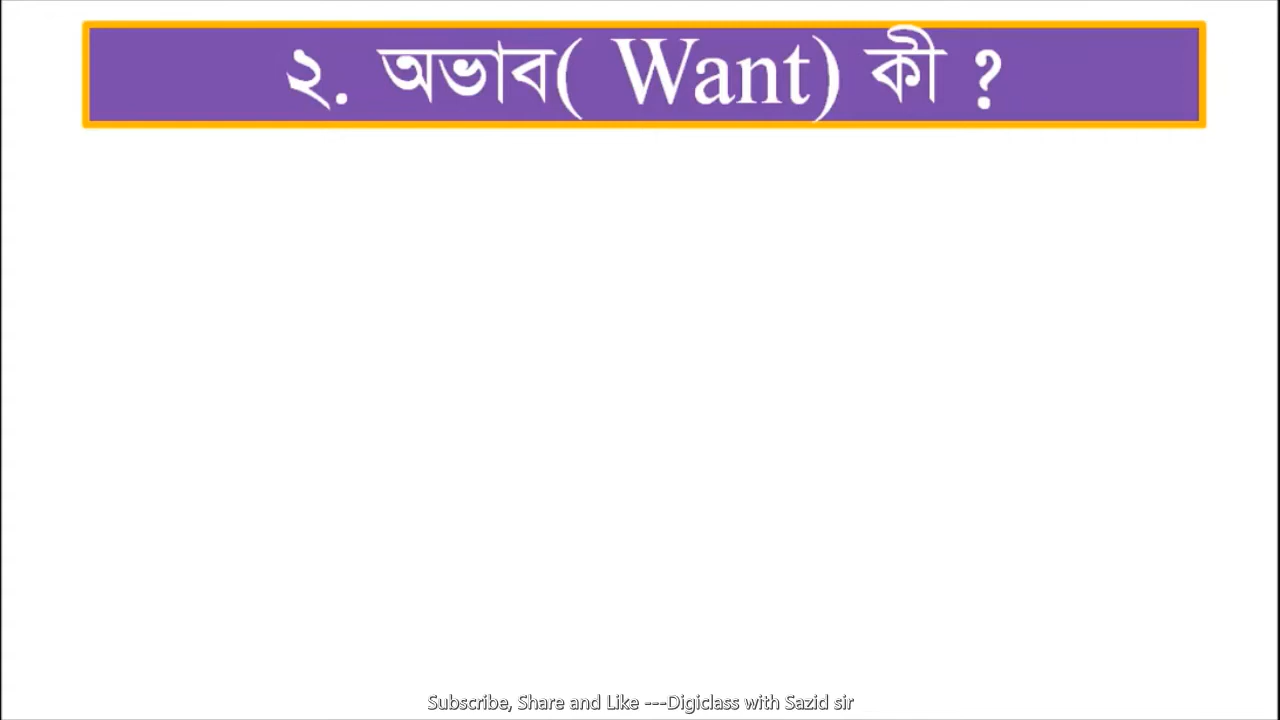 ২. অভাব( Want) কী ?
Subscribe, Share and Like ---Digiclass with Sazid sir